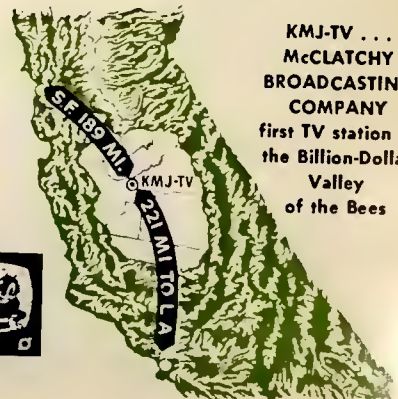 KMJ-TV . . .
McCLATCHY
BROADCASTIN
COMPANY
first TV station
the Billion-Dolla
Valley
of the Bees
S.F 189 MI.
KMJ-TV
221 MI TO L A